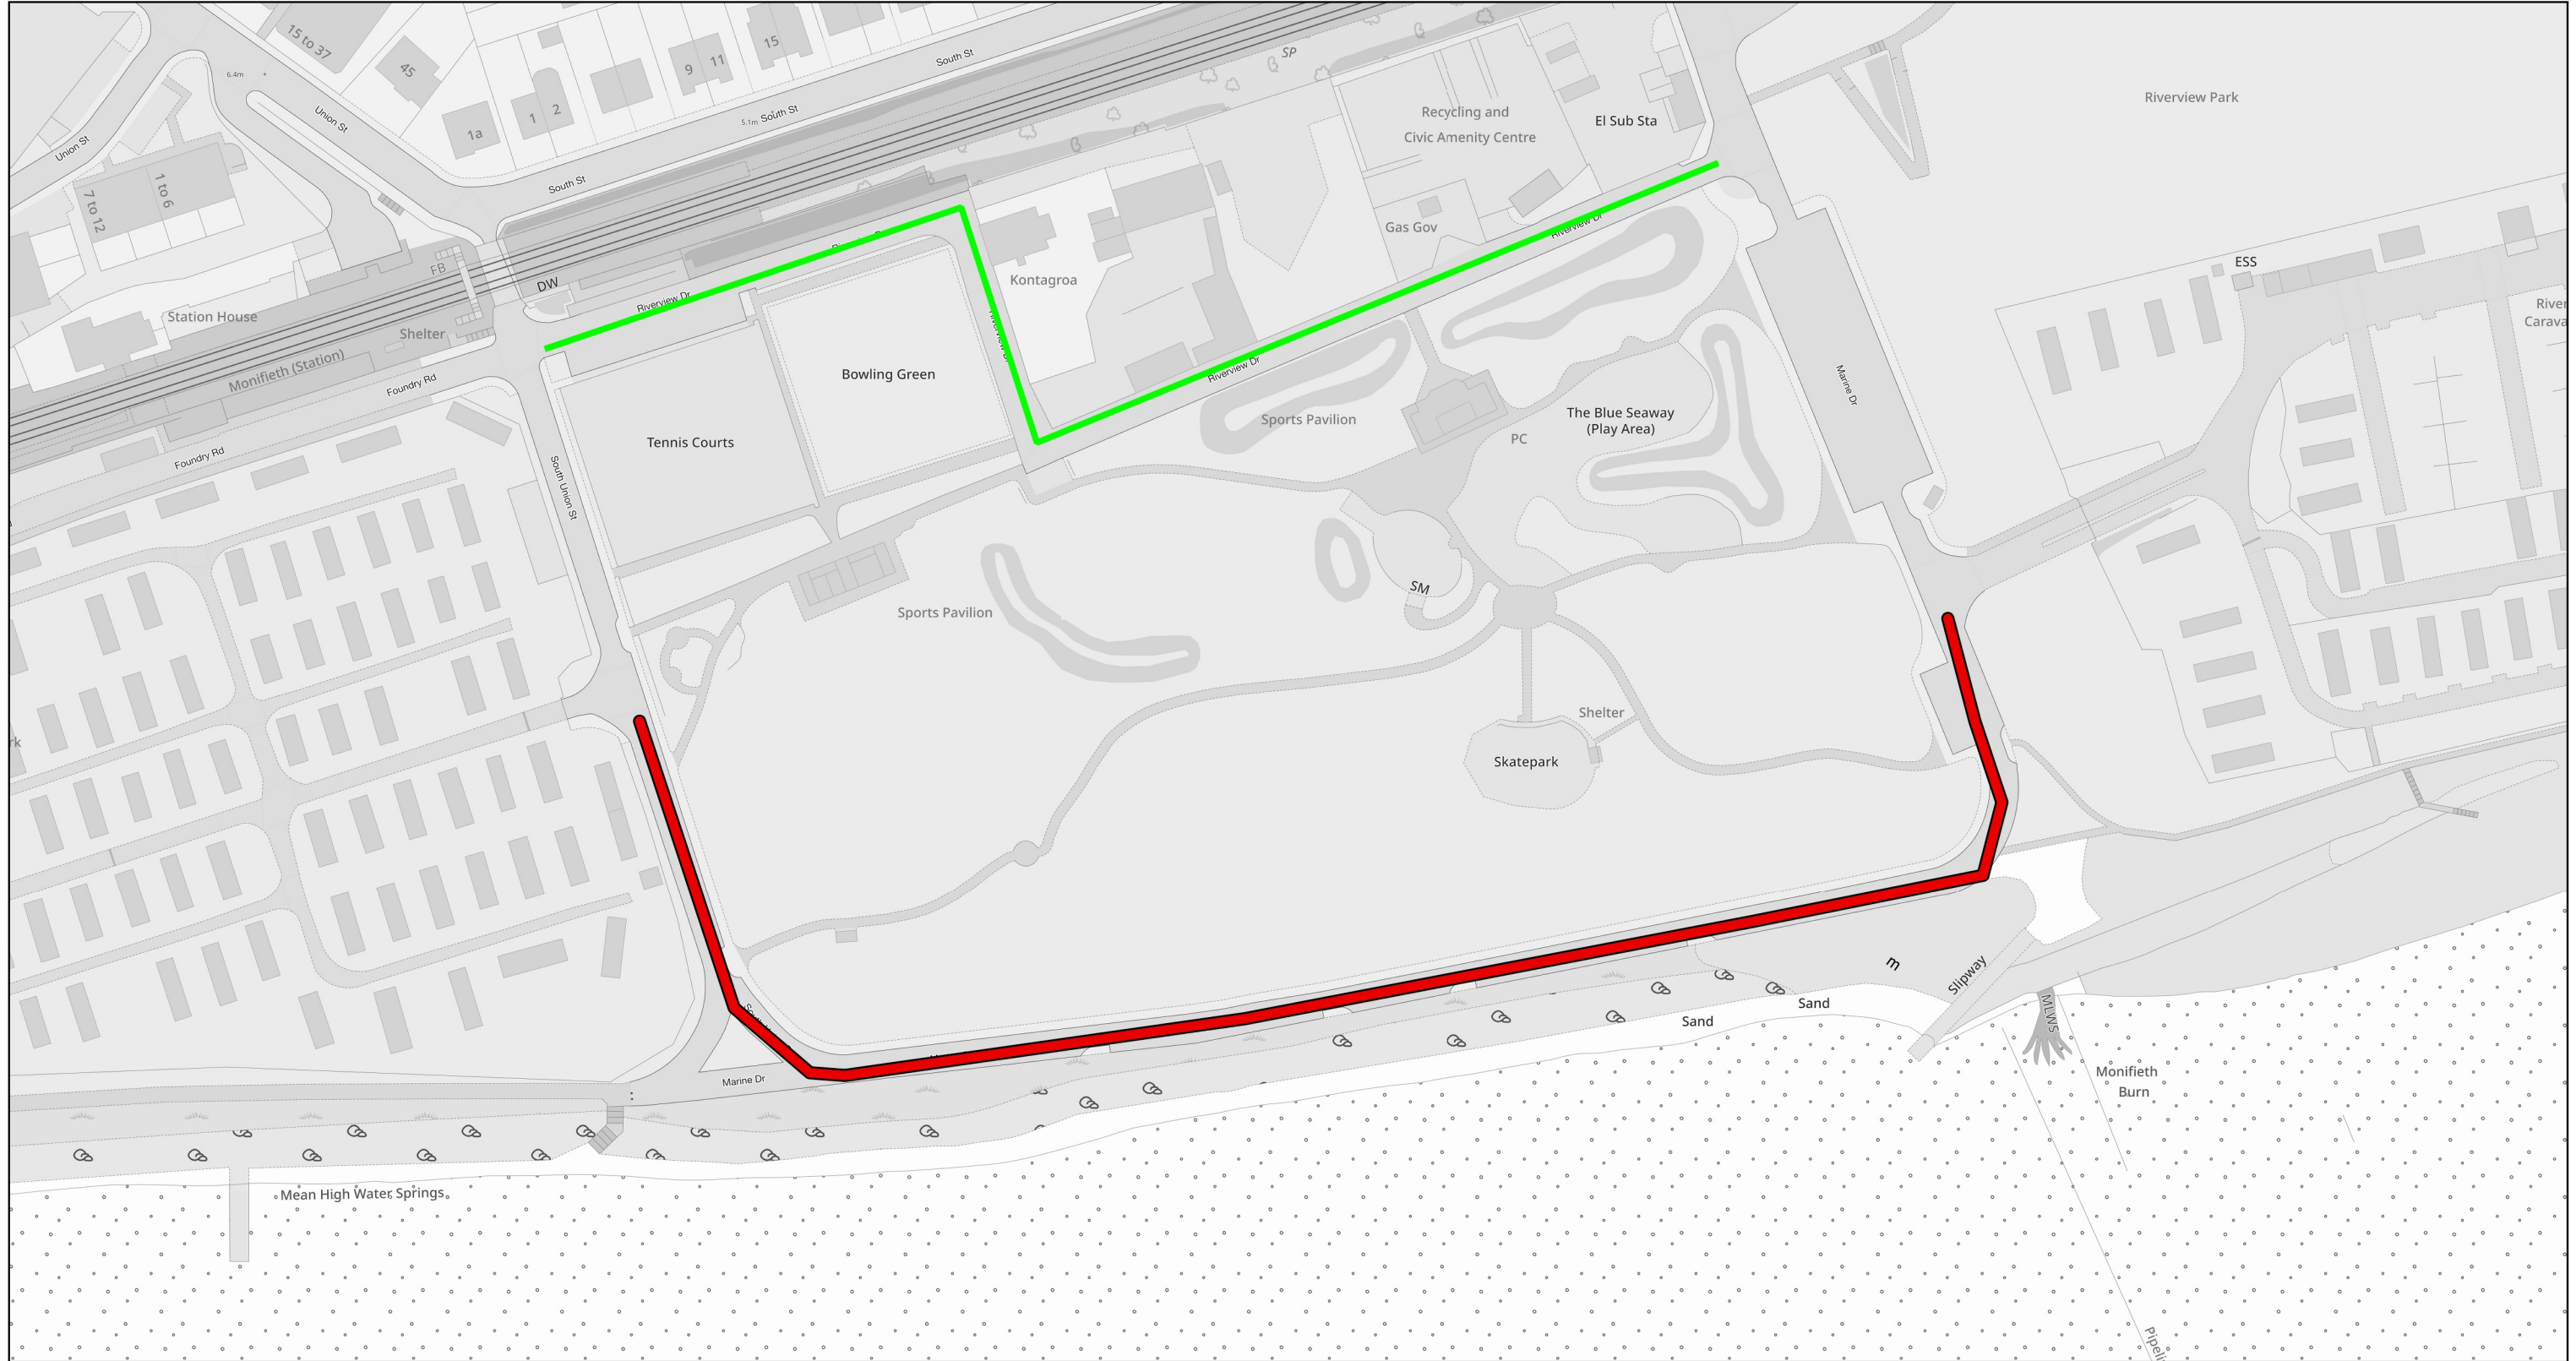 15 to 37
45
6.4m
Union St
Union St
1a
1
2
9
11
15
South St
5.1m South St
South St
SP
Recycling and
Civic Amenity Centre
El Sub Sta
Riverview Park
7 to 12
1 to 6
Station House
FB
Shelter
DW
Monifieth (Station)
Foundry Rd
Foundry Rd
Riverview Dr
Kontagroa
Gas Gov
Riverview Dr
Riverview Dr
ESS
Bowling Green
Tennis Courts
South Union St
Sports Pavilion
PC
The Blue Seaway
(Play Area)
Marine Dr
SM
Sports Pavilion
Shelter
Skatepark
m
Slipway
Sand
Sand
MLWS
Monifieth
Burn
Marine Dr
Mean High Water Springs